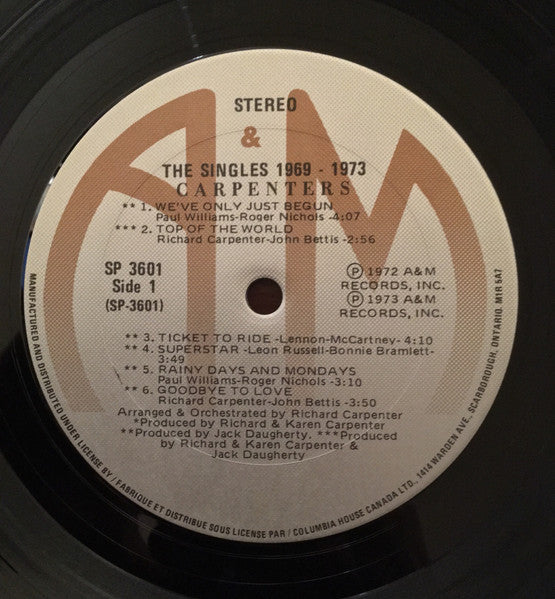 STEREO
A&M
THE SINGLES 1969 - 1973
CARPENTERS
** 1. WE'VE ONLY JUST BEGUN
Paul Williams-Roger Nichols -4:07
*** 2. TOP OF THE WORLD
Richard Carpenter-John Bettis -2:56
SP 3601
Side 1
(SP-3601)
Ⓟ 1972 A&M
RECORDS, INC.
Ⓟ 1973 A&M
RECORDS, INC.
** 3. TICKET TO RIDE -Lennon-McCartney- 4:10
** 4. SUPERSTAR -Leon Russell-Bonnie Bramlett-
3:49
** 5. RAINY DAYS AND MONDAYS
Paul Williams-Roger Nichols -3:10
** 6. GOODBYE TO LOVE
Richard Carpenter-John Bettis -3:50
Arranged & Orchestrated by Richard Carpenter
*Produced by Richard & Karen Carpenter
**Produced by Jack Daugherty. ***Produced
by Richard & Karen Carpenter &
Jack Daugherty
MANUFACTURED AND DISTRIBUTED UNDER LICENSE BY / FABRIQUE ET DISTRIBUE SOUS LICENSE PAR / COLUMBIA HOUSE CANADA LTD., 1414 WARDEN AVE., SCARBOROUGH, ONTARIO. M1R 5A7